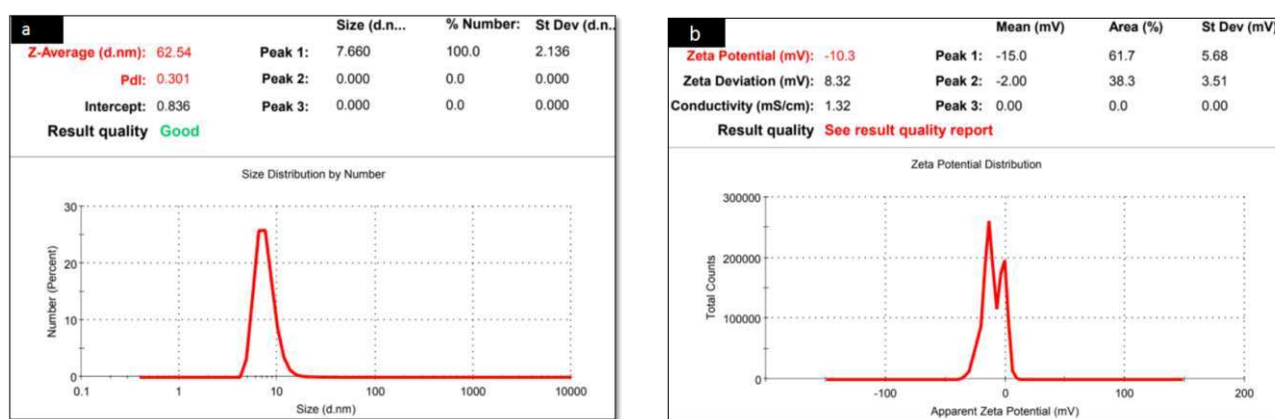 a
Size (d.n... % Number: St Dev (d.n..
Z-Average (d.nm): 62.54 Peak 1: 7.660 100.0 2.136
PdI: 0.301 Peak 2: 0.000 0.0 0.000
Intercept: 0.836 Peak 3: 0.000 0.0 0.000
Result quality Good
Size Distribution by Number
30
20
10
0
Number (Percent)
0.1 1 10 100 1000 10000
Size (d.nm)
b
Mean (mV) Area (%) St Dev (mV)
Zeta Potential (mV): -10.3 Peak 1: -15.0 61.7 5.68
Zeta Deviation (mV): 8.32 Peak 2: -2.00 38.3 3.51
Conductivity (mS/cm): 1.32 Peak 3: 0.00 0.0 0.00
Result quality See result quality report
Zeta Potential Distribution
300000
200000
100000
0
Total Counts
-100 0 100 200
Apparent Zeta Potential (mV)